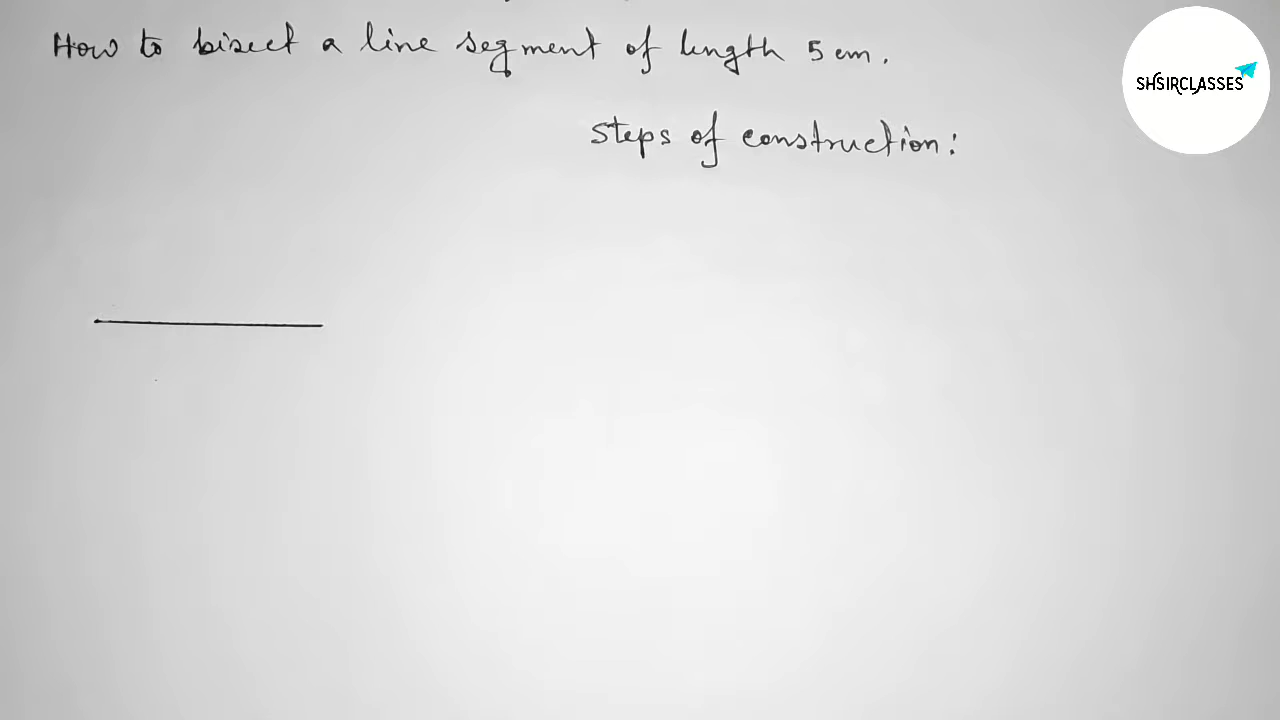 How to bisect a line segment of length 5 cm.
SHSIRCLASSES
Steps of construction: